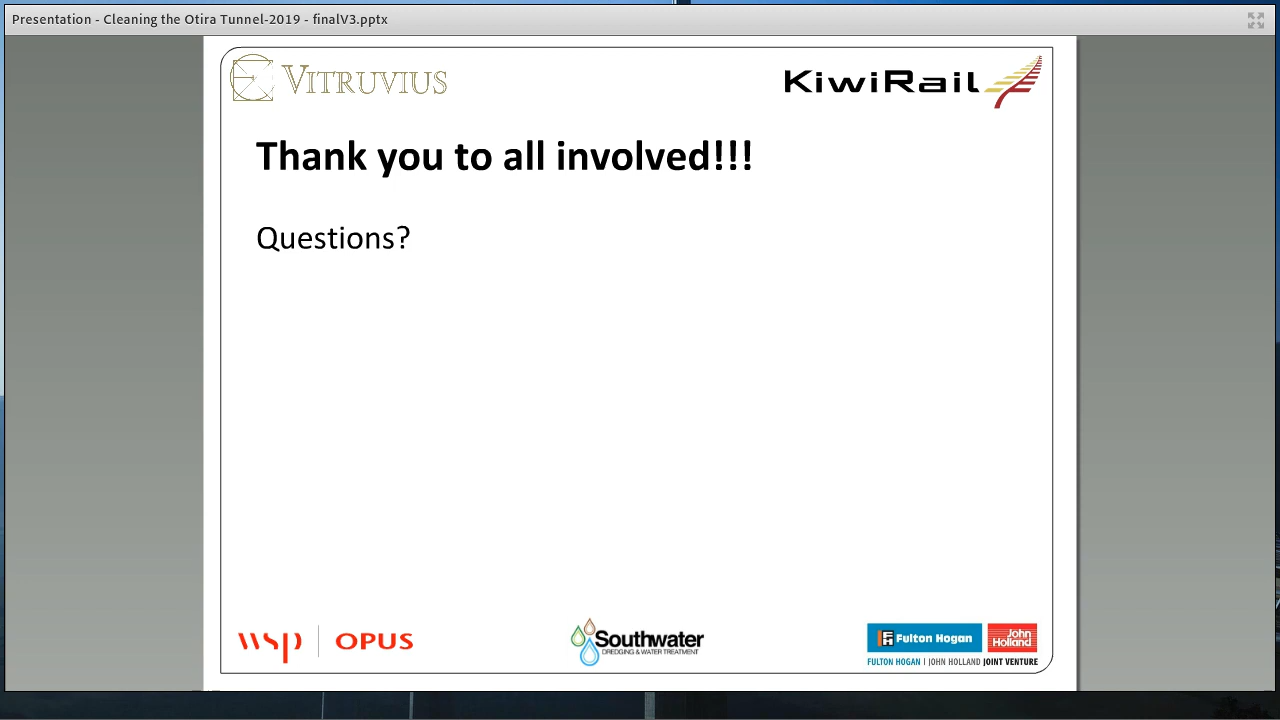 Presentation - Cleaning the Otira Tunnel-2019 - finalV3.pptx
VITRUVIUS
KiwiRail
Thank you to all involved!!!
Questions?
wsp | OPUS
Southwater
DREDGING & WATER TREATMENT
Fulton Hogan
John
Holland
FULTON HOGAN | JOHN HOLLAND JOINT VENTURE